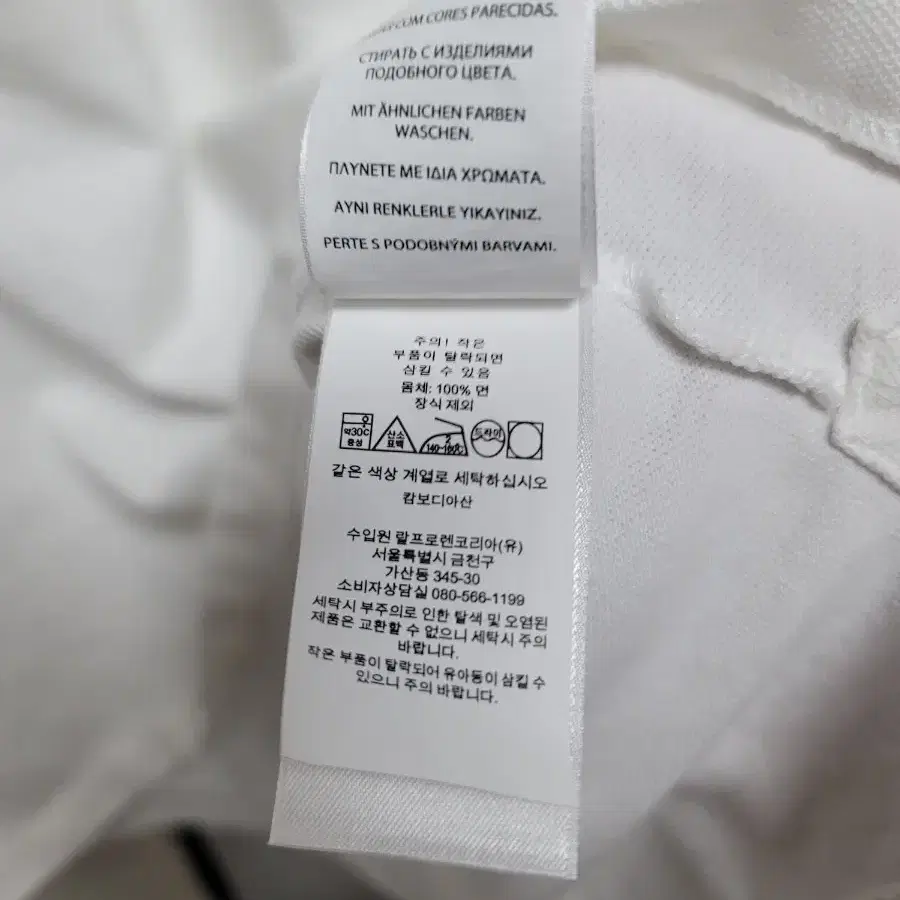 COM CORES PARECIDAS.
СТИРАТЬ С ИЗДЕЛИЯМИ
ПОДОБНОГО ЦВЕТА.
MIT ÄHNLICHEN FARBEN
WASCHEN.
ΠΛΥΝΕΤΕ ΜΕ ΙΔΙΑ ΧΡΩΜΑΤΑ.
AYNI RENKLERLE YIKAYINIZ.
PERTE S PODOBNÝMI BARVAMI.
주의! 작은
부품이 탈락되면
삼킬 수 있음
몸체: 100% 면
장식 제외
약30C 중성 산소 표백 2 140~160℃ 드라이
같은 색상 계열로 세탁하십시오
캄보디아산
수입원 랄프로렌코리아(유)
서울특별시 금천구
가산동 345-30
소비자상담실 080-566-1199
세탁시 부주의로 인한 탈색 및 오염된
제품은 교환할 수 없으니 세탁시 주의
바랍니다.
작은 부품이 탈락되어 유아동이 삼킬 수
있으니 주의 바랍니다.